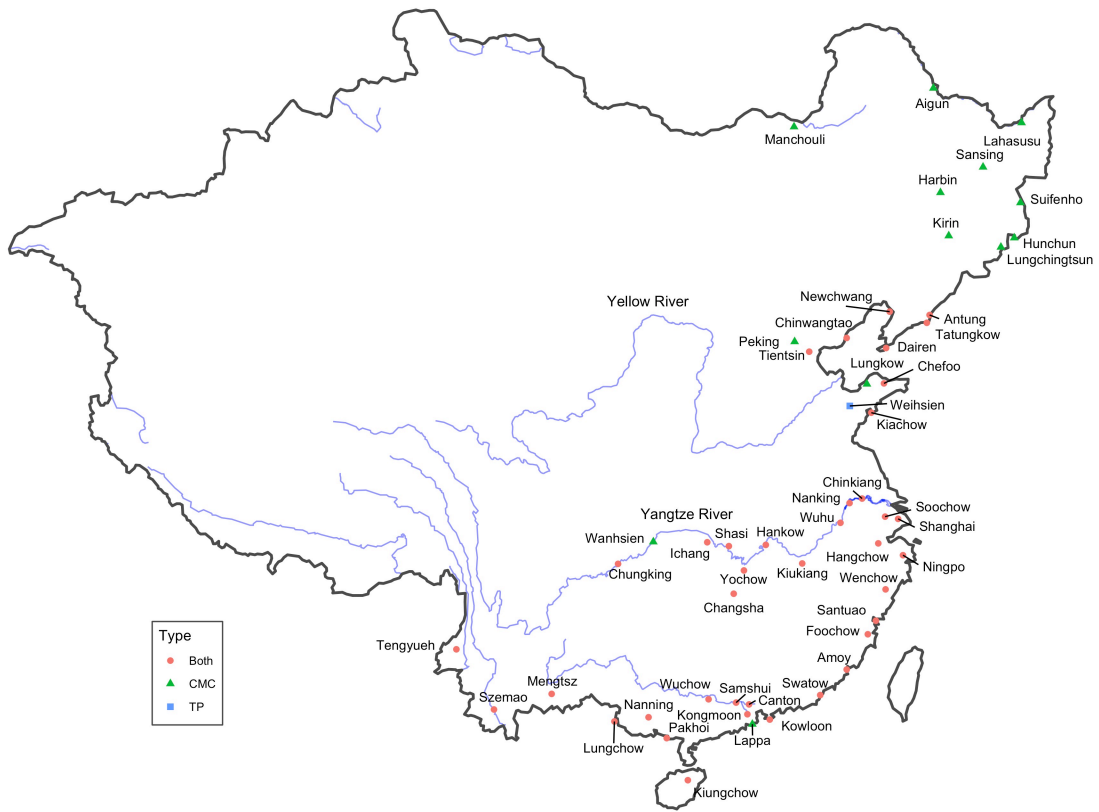 Aigun
Manchouli
Lahasusu
Sansing
Harbin
Suifenho
Kirin
Hunchun
Lungchingtsun
Newchwang
Yellow River
Antung
Chinwangtao
Tatungkow
Peking
Dairen
Tientsin
Lungkow
Chefoo
Weihsien
Kiachow
Chinkiang
Nanking
Soochow
Yangtze River
Wuhu
Shanghai
Shasi
Hankow
Wanhsien
Ichang
Hangchow
Ningpo
Chungking
Yochow
Kiukiang
Wenchow
Changsha
Santuao
Foochow
Type
Tengyueh
Both
Amoy
Mengtsz
CMC
Wuchow
Samshui
Swatow
Szemao
Canton
Nanning
TP
Kongmoon
Kowloon
Pakhoi
Lungchow
Lappa
Kiungchow